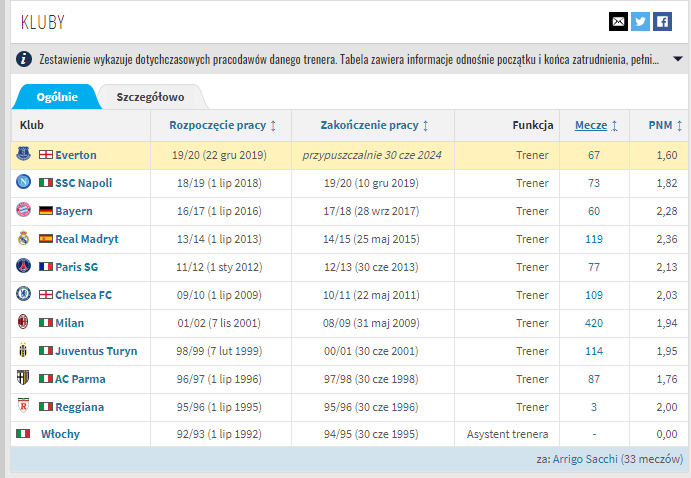 KLUBY
Zestawienie wykazuje dotychczasowych pracodawców danego trenera. Tabela zawiera informacje odnośnie początku i końca zatrudnienia, pełni...
Ogólnie Szczegółowo
Klub Rozpoczęcie pracy Zakończenie pracy Funkcja Mecze PNM
Everton 19/20 (22 gru 2019) przypuszczalnie 30 cze 2024 Trener 67 1,60
SSC Napoli 18/19 (1 lip 2018) 19/20 (10 gru 2019) Trener 73 1,82
Bayern 16/17 (1 lip 2016) 17/18 (28 wrz 2017) Trener 60 2,28
Real Madryt 13/14 (1 lip 2013) 14/15 (25 maj 2015) Trener 119 2,36
Paris SG 11/12 (1 sty 2012) 12/13 (30 cze 2013) Trener 77 2,13
Chelsea FC 09/10 (1 lip 2009) 10/11 (22 maj 2011) Trener 109 2,03
Milan 01/02 (7 lis 2001) 08/09 (31 maj 2009) Trener 420 1,94
Juventus Turyn 98/99 (7 lut 1999) 00/01 (30 cze 2001) Trener 114 1,95
AC Parma 96/97 (1 lip 1996) 97/98 (30 cze 1998) Trener 87 1,76
Reggiana 95/96 (1 lip 1995) 95/96 (30 cze 1996) Trener 3 2,00
Włochy 92/93 (1 lip 1992) 94/95 (30 cze 1995) Asystent trenera - 0,00
za: Arrigo Sacchi (33 meczów)